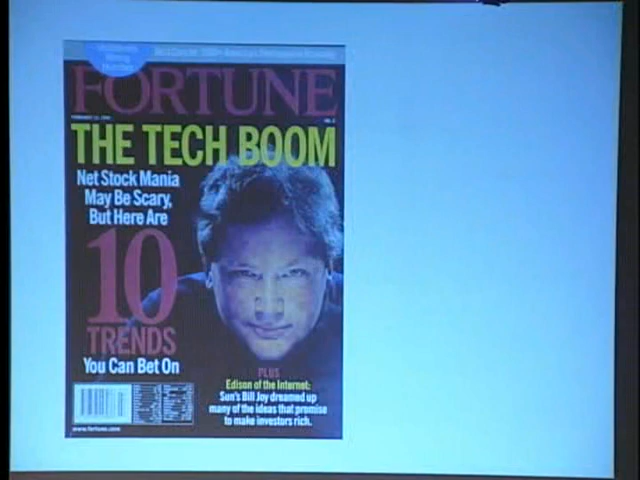 FORTUNE
THE TECH BOOM
Net Stock Mania
May Be Scary,
But Here Are
10
TRENDS
You Can Bet On
PLUS
Edison of the Internet:
Sun's Bill Joy dreamed up
many of the ideas that promise
to make investors rich.
www.fortune.com